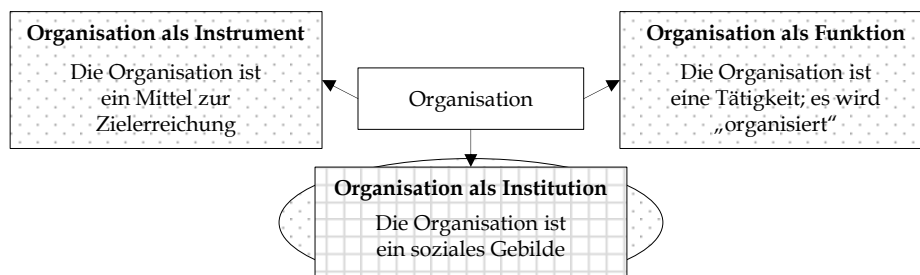 Organisation als Instrument
Die Organisation ist
ein Mittel zur
Zielerreichung
Organisation
Organisation als Funktion
Die Organisation ist
eine Tätigkeit; es wird
„organisiert“
Organisation als Institution
Die Organisation ist
ein soziales Gebilde